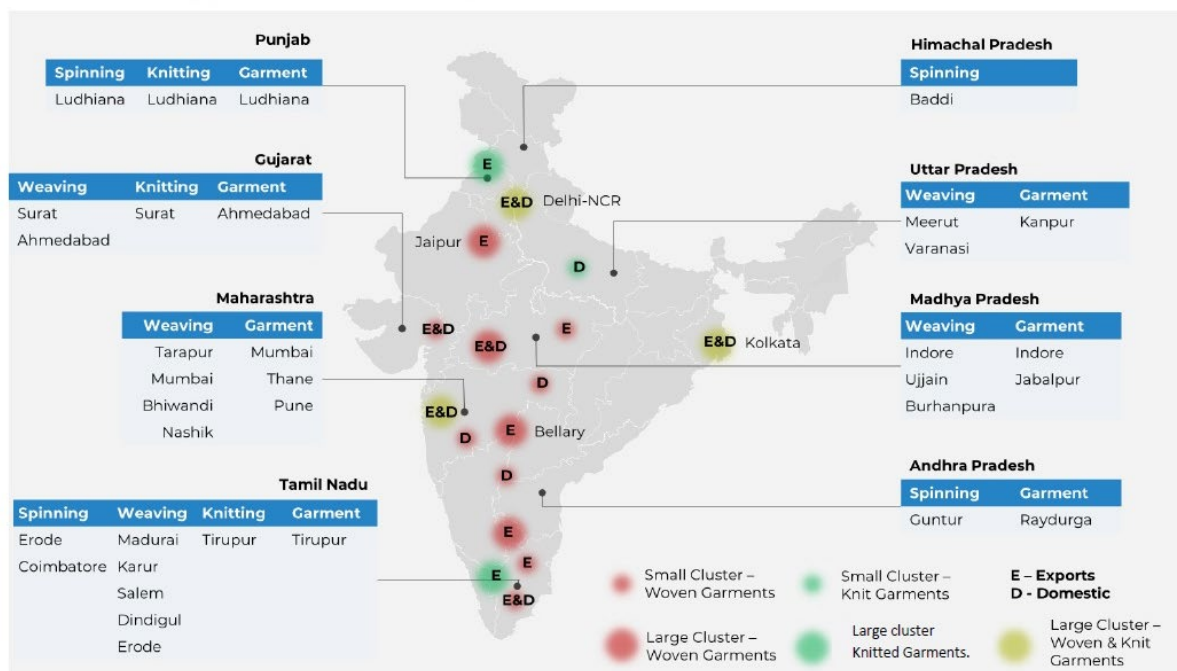 Punjab
Spinning Knitting Garment
Ludhiana Ludhiana Ludhiana
Himachal Pradesh
Spinning
Baddi
Gujarat
Weaving Knitting Garment
Surat Surat Ahmedabad
Ahmedabad
Uttar Pradesh
Weaving Garment
Meerut Kanpur
Varanasi
Maharashtra
Weaving Garment
Tarapur Mumbai
Mumbai Thane
Bhiwandi Pune
Nashik
Madhya Pradesh
Weaving Garment
Indore Indore
Ujjain Jabalpur
Burhanpura
Tamil Nadu
Spinning Weaving Knitting Garment
Erode Madurai Tirupur Tirupur
Coimbatore Karur
Salem
Dindigul
Erode
Andhra Pradesh
Spinning Garment
Guntur Raydurga
E
E&D Delhi-NCR
Jaipur E
D
E&D E
E&D
E&D Kolkata
D
E&D
E Bellary
D
D
E
E
E
E&D
Small Cluster –
Woven Garments
Small Cluster –
Knit Garments
E – Exports
D - Domestic
Large Cluster –
Woven Garments
Large cluster
Knitted Garments.
Large Cluster –
Woven & Knit
Garments